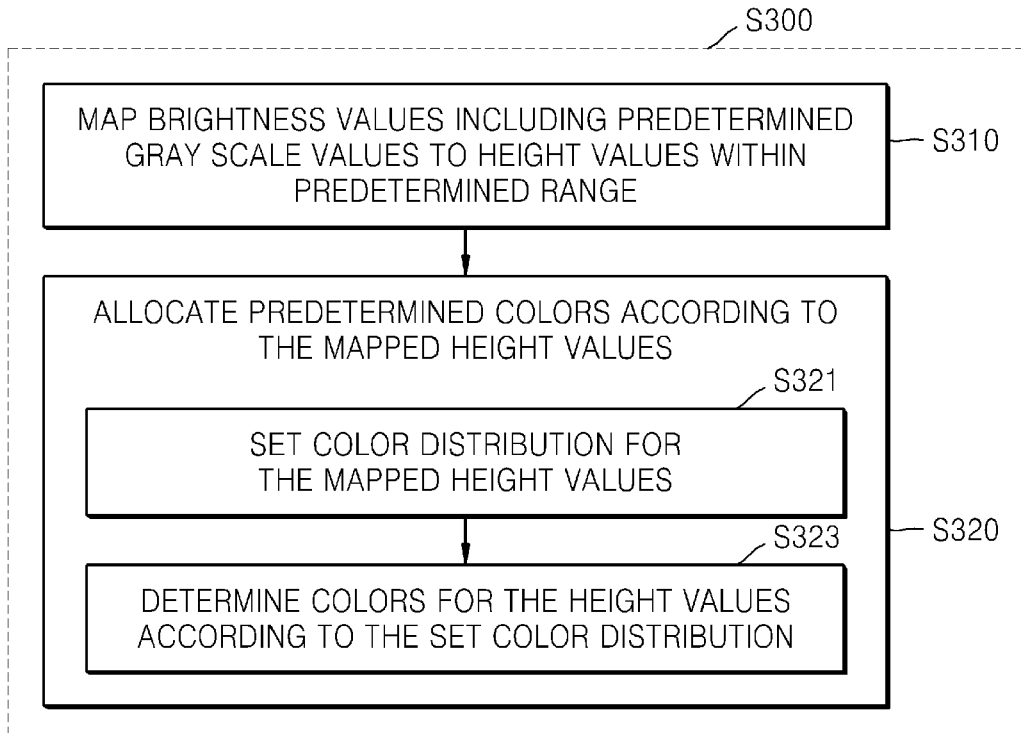 S300
MAP BRIGHTNESS VALUES INCLUDING PREDETERMINED
GRAY SCALE VALUES TO HEIGHT VALUES WITHIN
PREDETERMINED RANGE
S310
ALLOCATE PREDETERMINED COLORS ACCORDING TO
THE MAPPED HEIGHT VALUES
S321
SET COLOR DISTRIBUTION FOR
THE MAPPED HEIGHT VALUES
S320
S323
DETERMINE COLORS FOR THE HEIGHT VALUES
ACCORDING TO THE SET COLOR DISTRIBUTION